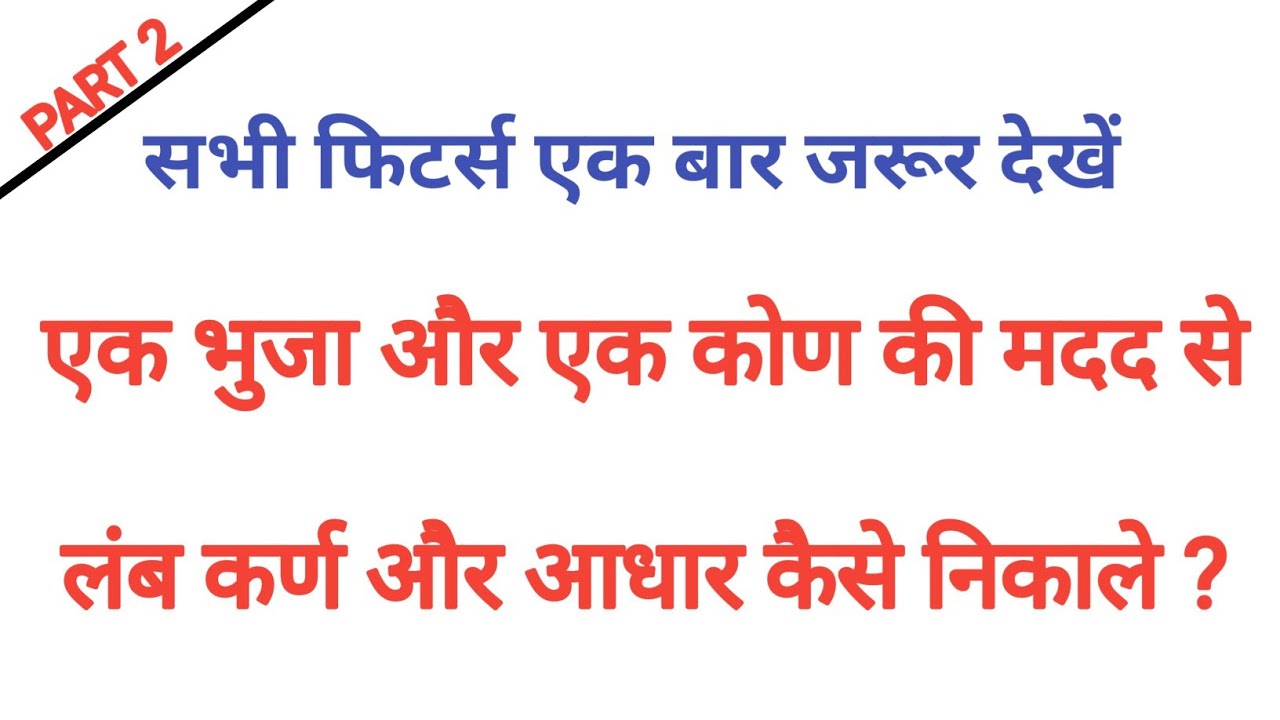 PART 2
सभी फिटर्स एक बार जरूर देखें
एक भुजा और एक कोण की मदद से
लंब कर्ण और आधार कैसे निकाले ?